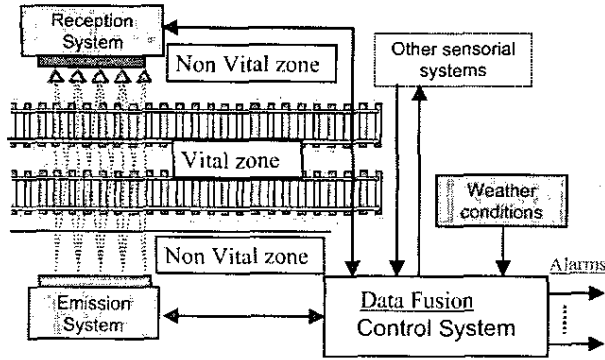 Reception
System
Non Vital zone
Other sensorial
systems
Vital zone
Weather
conditions
Non Vital zone
Alarms
Emission
System
Data Fusion
Control System